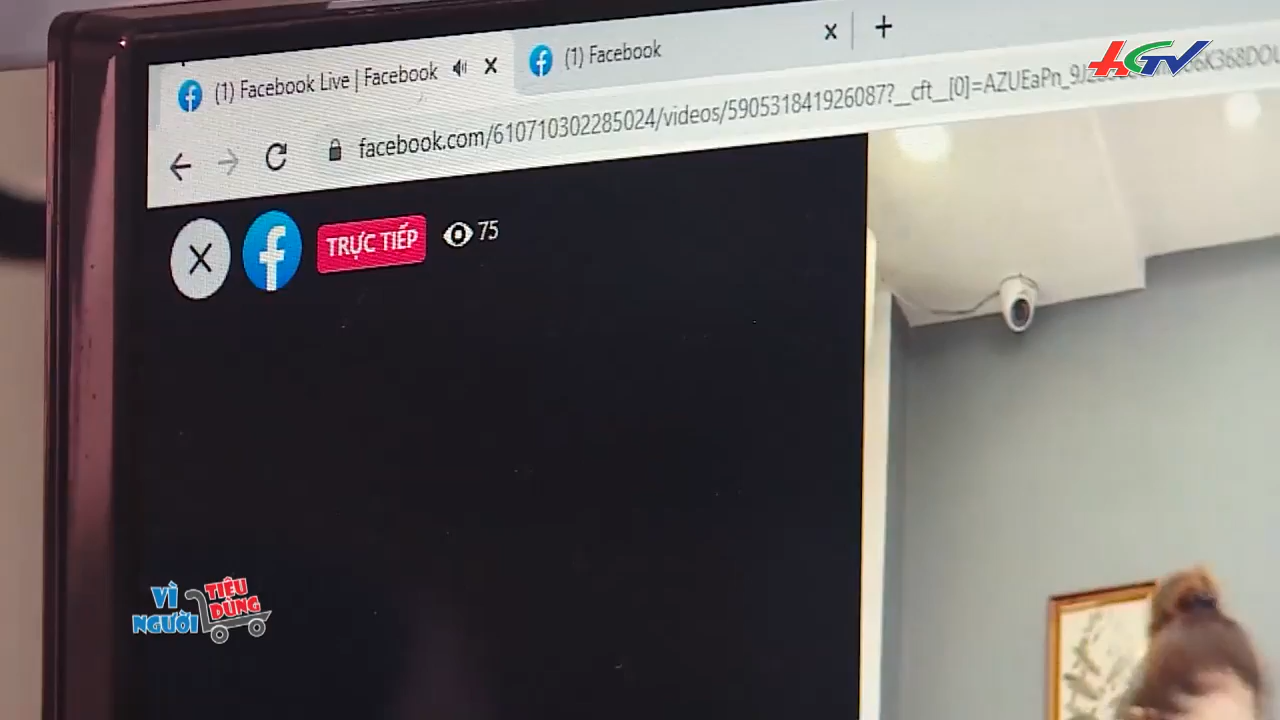 (1) Facebook Live | Facebook
(1) Facebook
HGTV
facebook.com/610710302285024/videos/590531841926087?__cft__[0]=AZUEaPn_9J
TRỰC TIẾP
75
VÌ NGƯỜI TIÊU DÙNG